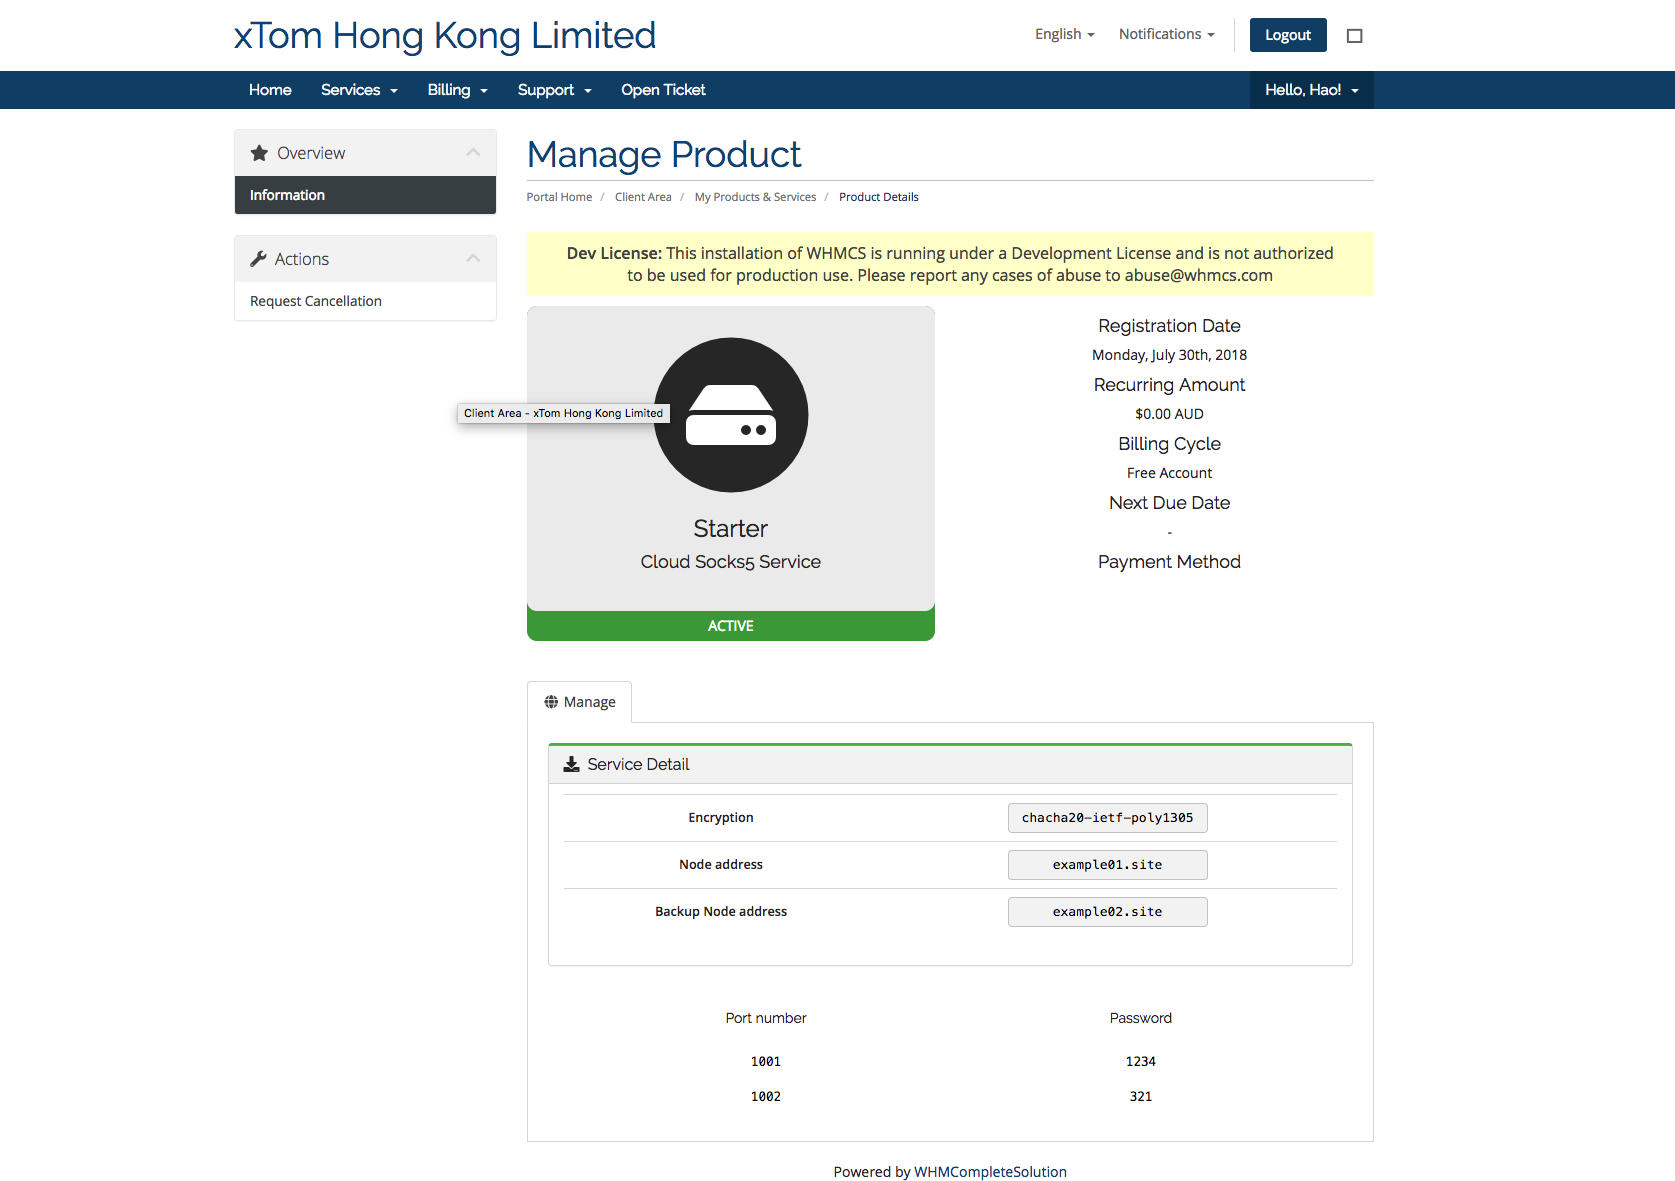 xTom Hong Kong Limited
English
Notifications
Logout
Home
Services
Billing
Support
Open Ticket
Hello, Hao!
Overview
Information
Actions
Request Cancellation
Manage Product
Portal Home / Client Area / My Products & Services / Product Details
Dev License: This installation of WHMCS is running under a Development License and is not authorized
to be used for production use. Please report any cases of abuse to abuse@whmcs.com
Client Area - xTom Hong Kong Limited
Starter
Cloud Socks5 Service
ACTIVE
Registration Date
Monday, July 30th, 2018
Recurring Amount
$0.00 AUD
Billing Cycle
Free Account
Next Due Date
-
Payment Method
Manage
Service Detail
Encryption chacha20-ietf-poly1305
Node address example01.site
Backup Node address example02.site
Port number Password
1001 1234
1002 321
Powered by WHMCompleteSolution